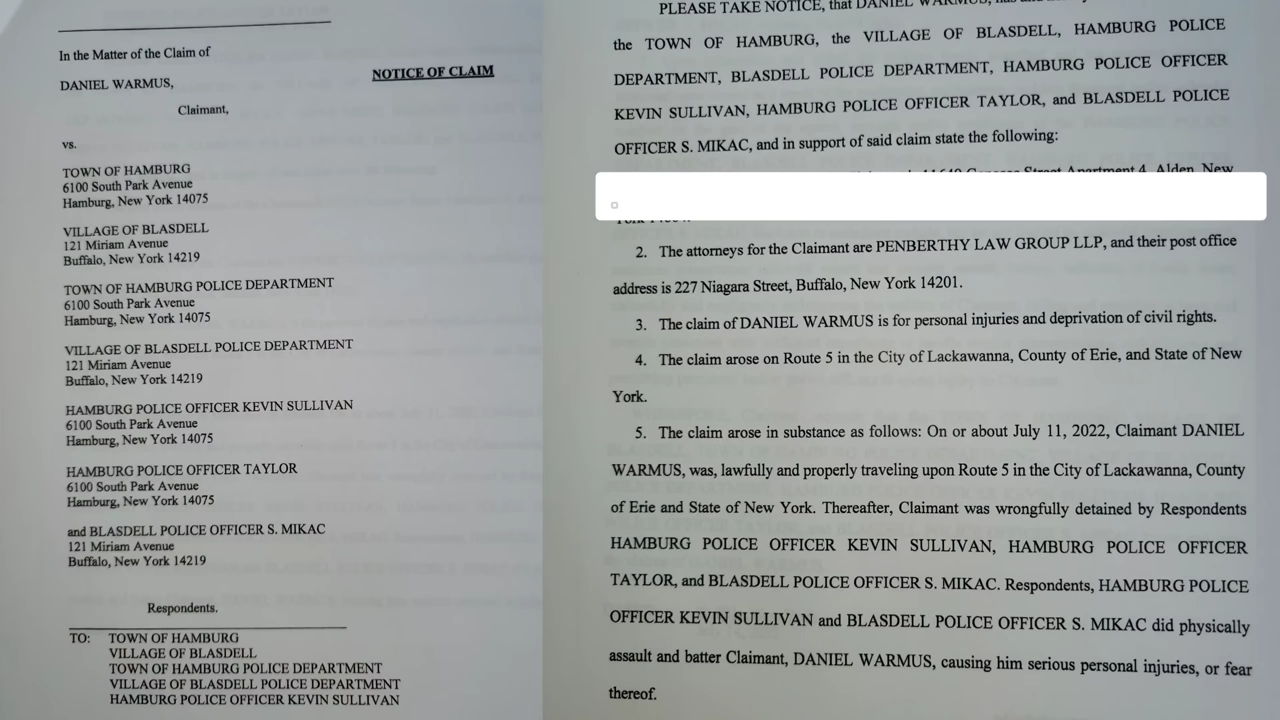 In the Matter of the Claim of
DANIEL WARMUS,
Claimant,
NOTICE OF CLAIM
vs.
TOWN OF HAMBURG
6100 South Park Avenue
Hamburg, New York 14075
VILLAGE OF BLASDELL
121 Miriam Avenue
Buffalo, New York 14219
TOWN OF HAMBURG POLICE DEPARTMENT
6100 South Park Avenue
Hamburg, New York 14075
VILLAGE OF BLASDELL POLICE DEPARTMENT
121 Miriam Avenue
Buffalo, New York 14219
HAMBURG POLICE OFFICER KEVIN SULLIVAN
6100 South Park Avenue
Hamburg, New York 14075
HAMBURG POLICE OFFICER TAYLOR
6100 South Park Avenue
Hamburg, New York 14075
and BLASDELL POLICE OFFICER S. MIKAC
121 Miriam Avenue
Buffalo, New York 14219
Respondents.
TO: TOWN OF HAMBURG
VILLAGE OF BLASDELL
TOWN OF HAMBURG POLICE DEPARTMENT
VILLAGE OF BLASDELL POLICE DEPARTMENT
HAMBURG POLICE OFFICER KEVIN SULLIVAN
PLEASE TAKE NOTICE, that DANIEL WARMUS,
the TOWN OF HAMBURG, the VILLAGE OF BLASDELL, HAMBURG POLICE
DEPARTMENT, BLASDELL POLICE DEPARTMENT, HAMBURG POLICE OFFICER
KEVIN SULLIVAN, HAMBURG POLICE OFFICER TAYLOR, and BLASDELL POLICE
OFFICER S. MIKAC, and in support of said claim state the following:
Street Apartment 4, Alden, New
2. The attorneys for the Claimant are PENBERTHY LAW GROUP LLP, and their post office
address is 227 Niagara Street, Buffalo, New York 14201.
3. The claim of DANIEL WARMUS is for personal injuries and deprivation of civil rights.
4. The claim arose on Route 5 in the City of Lackawanna, County of Erie, and State of New
York.
5. The claim arose in substance as follows: On or about July 11, 2022, Claimant DANIEL
WARMUS, was, lawfully and properly traveling upon Route 5 in the City of Lackawanna, County
of Erie and State of New York. Thereafter, Claimant was wrongfully detained by Respondents
HAMBURG POLICE OFFICER KEVIN SULLIVAN, HAMBURG POLICE OFFICER
TAYLOR, and BLASDELL POLICE OFFICER S. MIKAC. Respondents, HAMBURG POLICE
OFFICER KEVIN SULLIVAN and BLASDELL POLICE OFFICER S. MIKAC did physically
assault and batter Claimant, DANIEL WARMUS, causing him serious personal injuries, or fear
thereof.